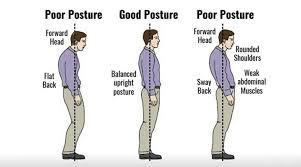 Poor Posture
Good Posture
Poor Posture
Forward
Head
Flat
Back
Balanced
upright
posture
Forward
Head
Rounded
Shoulders
Sway
Back
Weak
abdominal
Muscles